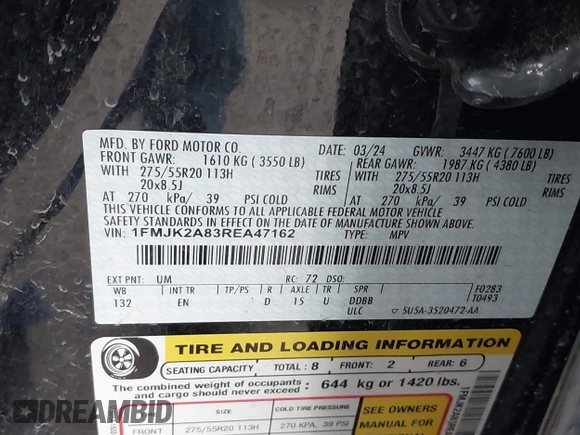 MFD. BY FORD MOTOR CO.
DATE: 03/24 GVWR: 3447 KG ( 7600 LB)
FRONT GAWR: 1610 KG ( 3550 LB) REAR GAWR: 1987 KG ( 4380 LB)
WITH 275/55R20 113H TIRES WITH 275/55R20 113H TIRES
20x8.5J RIMS 20x8.5J
AT 270 kPa/ 39 PSI COLD AT 270 kPa/ 39 PSI COLD
THIS VEHICLE CONFORMS TO ALL APPLICABLE FEDERAL MOTOR VEHICLE
SAFETY STANDARDS IN EFFECT ON THE DATE OF MANUFACTURE SHOWN ABOVE.
VIN: 1FMJK2A83REA47162 TYPE: MPV
EXT PNT: UM RC: 72 DSO: F0283
WB INT TR TP/PS R AXLE TR SPR T0493
132 EN D 15 U DDBB
ULC 5U5A-3520472-AA
TIRE AND LOADING INFORMATION
SEATING CAPACITY TOTAL: 8 FRONT: 2 REAR: 6
The combined weight of occupants and cargo should never exceed: 644 kg or 1420 lbs.
SIZE COLD TIRE PRESSURE SEE OWNERS
FRONT 275/55R20 113H 270 KPA, 39 PSI MANUAL FOR
DREAMBID